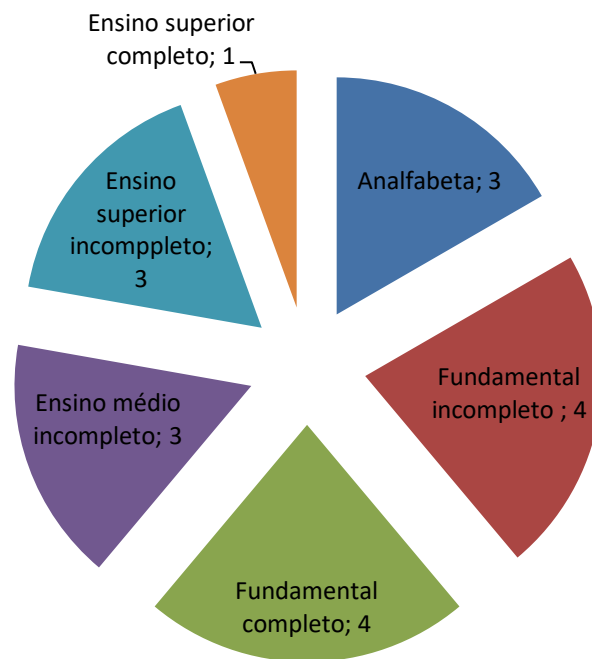 Ensino superior
completo; 1
Analfabeta; 3
Ensino
superior
incomppleto;
3
Fundamental
incompleto ; 4
Ensino médio
incompleto; 3
Fundamental
completo; 4